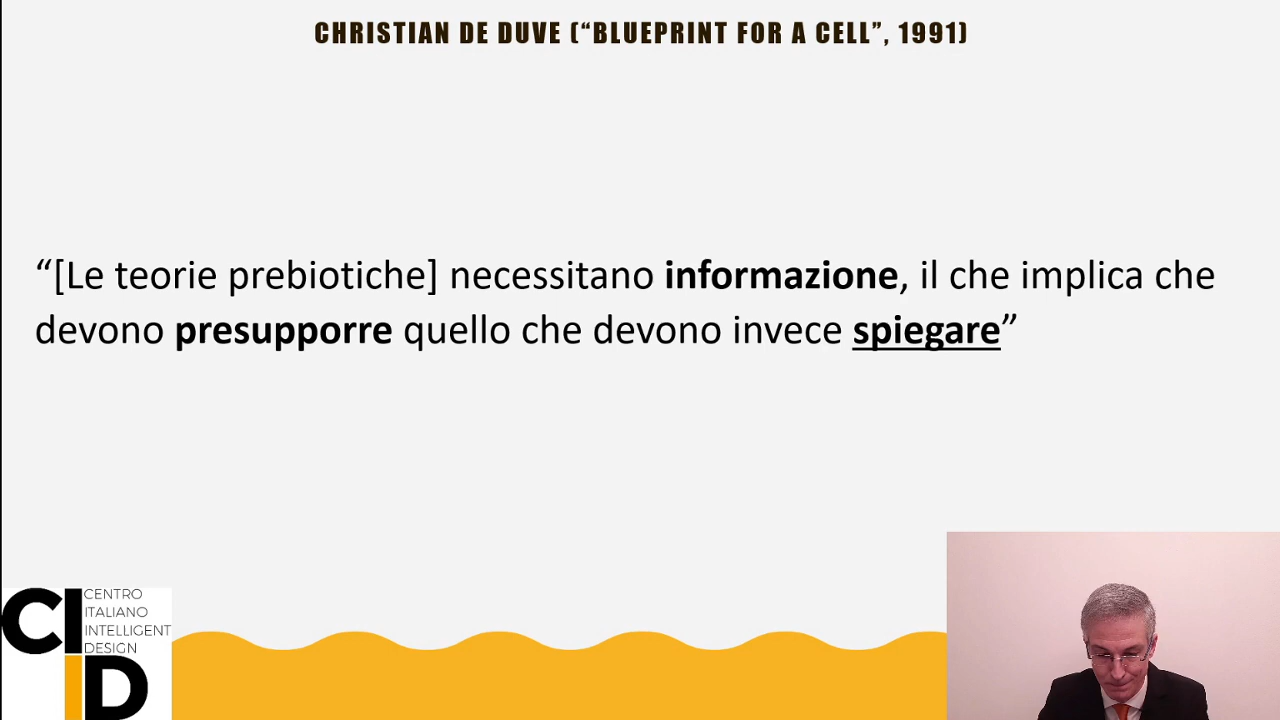 CHRISTIAN DE DUVE (“BLUEPRINT FOR A CELL”, 1991)
“[Le teorie prebiotiche] necessitano informazione, il che implica che
devono presupporre quello che devono invece spiegare”
CI
CENTRO
ITALIANO
INTELLIGENT
DESIGN
ID